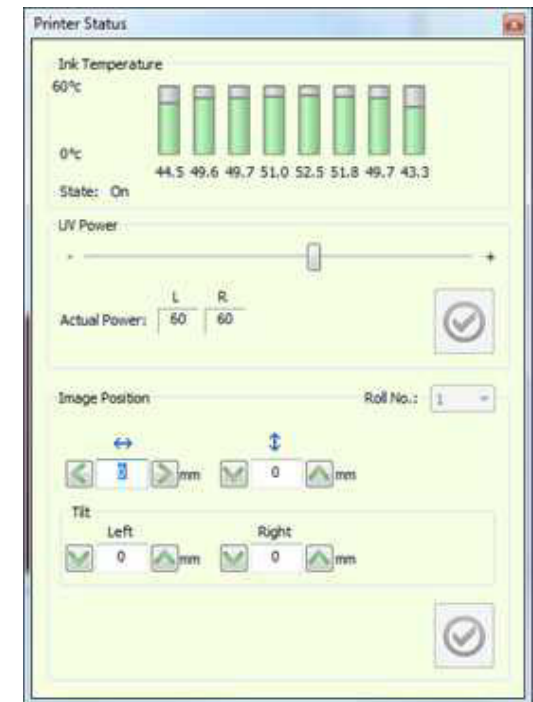 Printer Status
Ink Temperature
60°c
0°c
44.5 49.6 49.7 51.0 52.5 51.8 49.7 43.3
State: On
UV Power
- +
L R
Actual Power: 60 60
Image Position Roll No.: 1
0 mm 0 mm
Tilt
Left Right
0 mm 0 mm